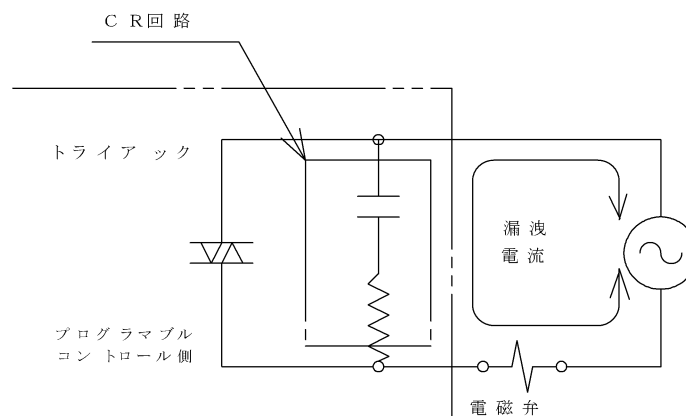 CR回路
トライアック
漏洩
電流
プログラマブル
コントロール側
電磁弁